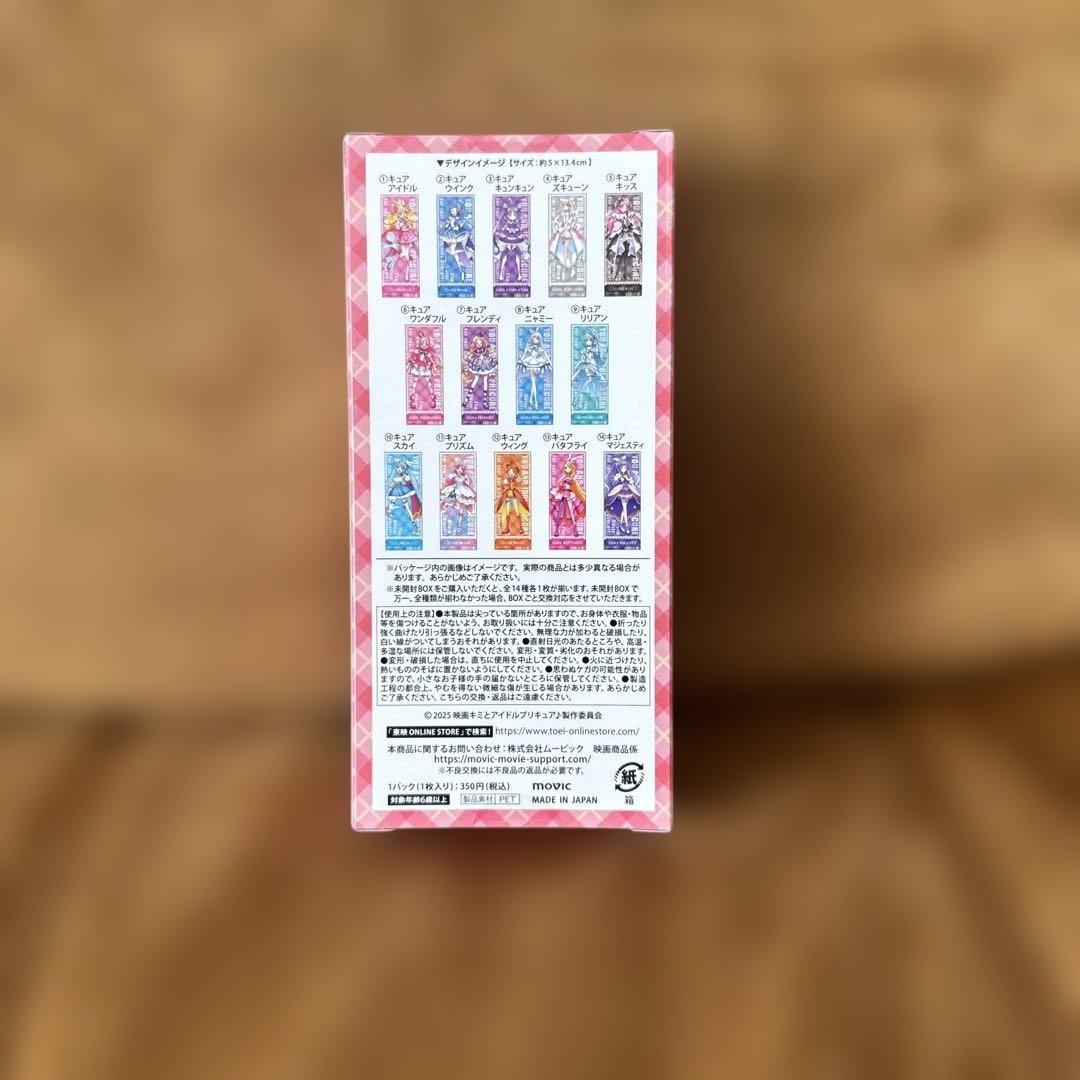 ▼デザインイメージ【サイズ：約5×13.4cm】
①キュア アイドル
②キュア ウインク
③キュア キュンキュン
④キュア ズキューン
⑤キュア キッス
⑥キュア ワンダフル
⑦キュア フレンディ
⑧キュア ニャミー
⑨キュア リリアン
⑩キュア スカイ
⑪キュア プリズム
⑫キュア ウィング
⑬キュア バタフライ
⑭キュア マジェスティ
※パッケージ内の画像はイメージです。実際の商品とは多少異なる場合が
あります。あらかじめご了承ください。
※未開封BOXをご購入いただくと、全14種各1枚が揃います。未開封BOXで
万一、全種類が揃わなかった場合、BOXごと交換対応をさせていただきます。
【使用上の注意】●本製品は尖っている箇所がありますので、お身体や衣服・物品
等を傷つけることがないよう、お取り扱いには十分ご注意ください。●折ったり
強く曲げたり引っ張るなどしないでください。無理な力が加わると破損したり、
白い線がついてしまうおそれがあります。●直射日光のあたるところや、高温・
多湿な場所には保管しないでください。変形・変質・劣化のおそれがあります。
●変形・破損した場合は、直ちに使用を中止してください。●火に近づけたり、
熱いもののそばに置かないようにしてください。●思わぬケガの可能性があり
ますので、小さなお子様の手の届かないところに保管してください。●製造
工程の都合上、やむを得ない微細な傷が生じる場合があります。あらかじめ
ご了承ください。こちらの交換・返品はご遠慮ください。
©2025 映画キミとアイドルプリキュア♪製作委員会
「東映 ONLINE STORE」で検索！ https://www.toei-onlinestore.com/
本商品に関するお問い合わせ：株式会社ムービック 映画商品係
https://movic-movie-support.com/
※不良交換には不良品の返品が必要です。
1パック(1枚入り)：350円(税込) movic
対象年齢6歳以上 製品素材 PET MADE IN JAPAN
紙
箱